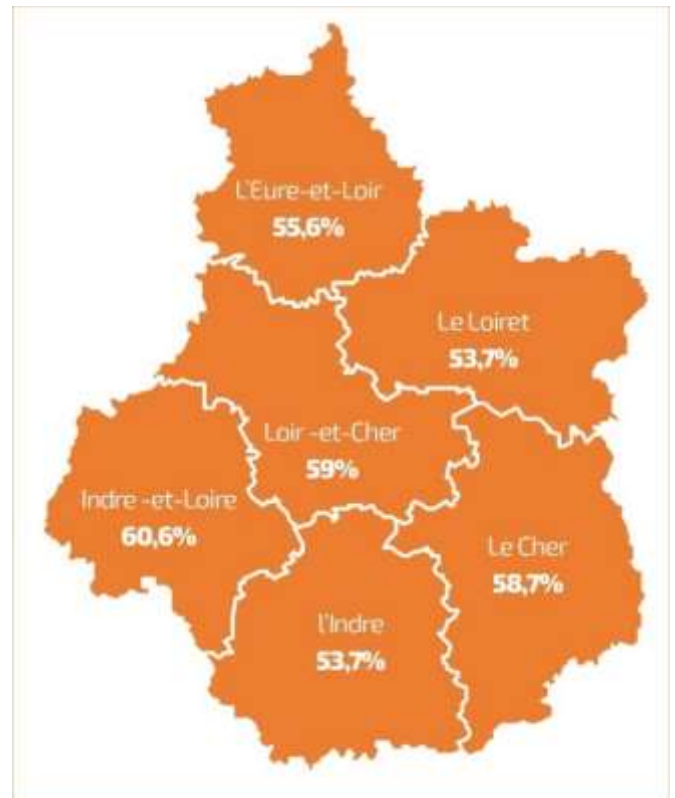 L'Eure-et-Loir
55,6%
Le Loiret
53,7%
Loir -et-Cher
59%
Indre -et-Loire
60,6%
Le Cher
58,7%
l'Indre
53,7%